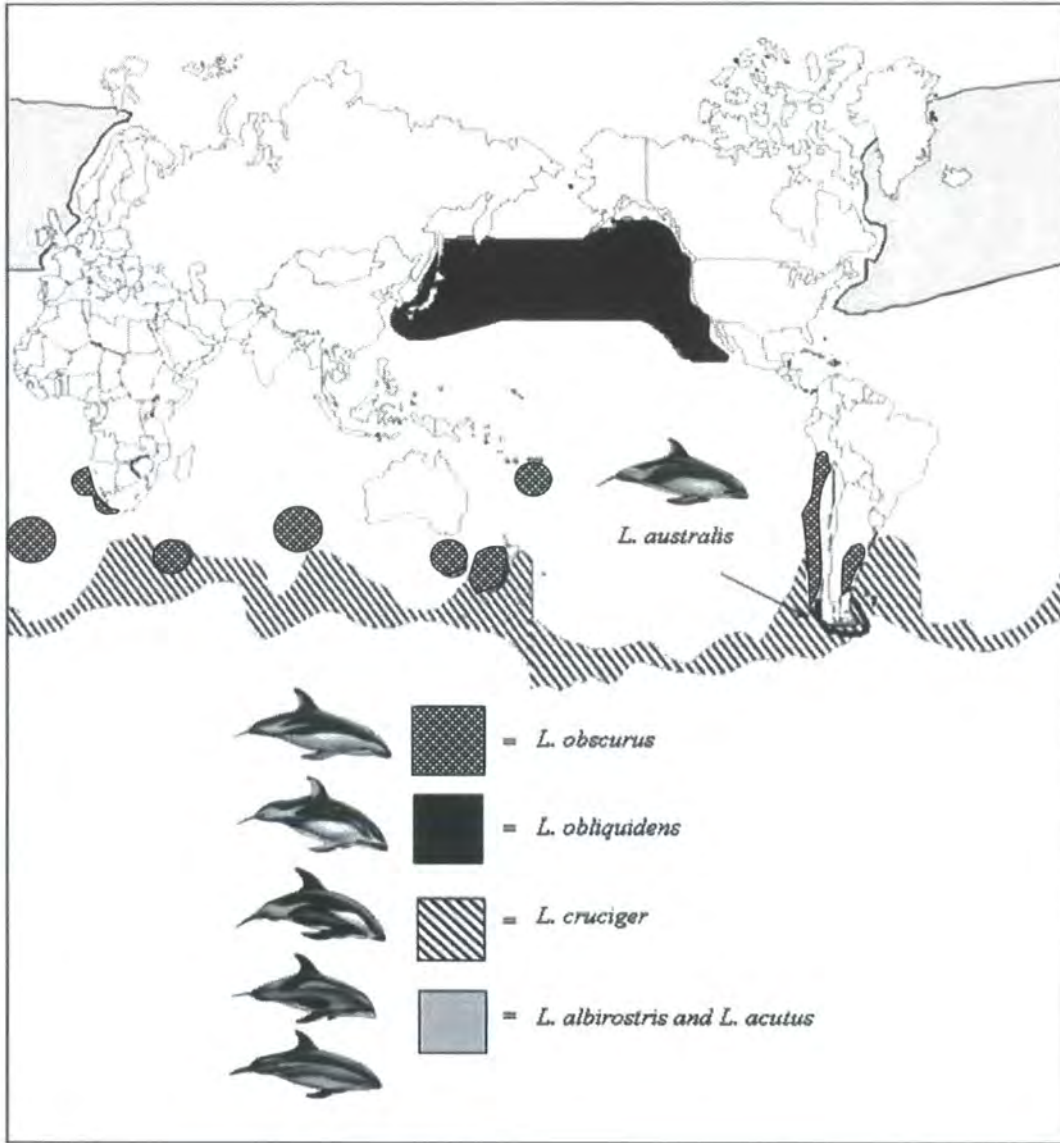 L. australis
= L. obscurus
= L. obliquidens
= L. cruciger
= L. albirostris and L. acutus